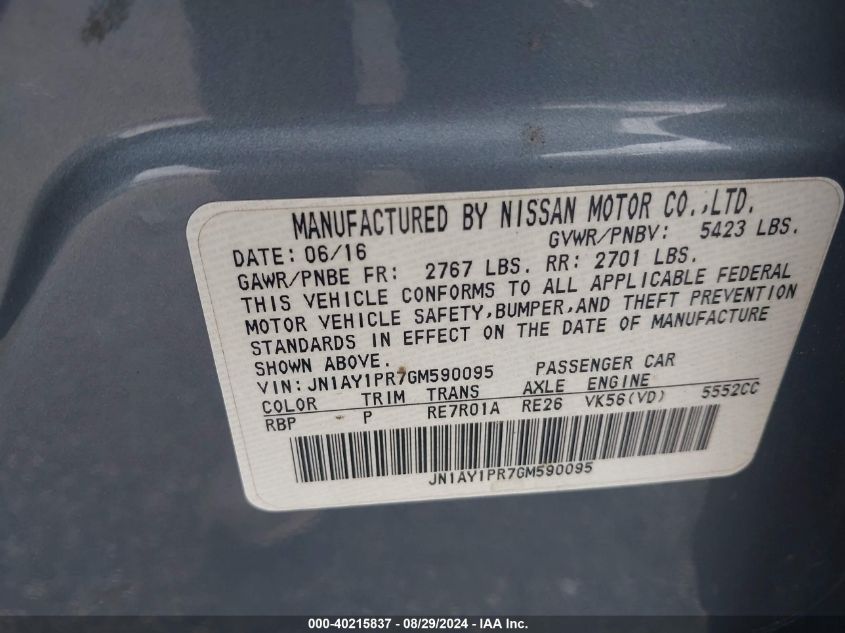 MANUFACTURED BY NISSAN MOTOR CO.,LTD.
DATE: 06/16 GVWR/PNBV: 5423 LBS.
GAWR/PNBE FR: 2767 LBS. RR: 2701 LBS.
THIS VEHICLE CONFORMS TO ALL APPLICABLE FEDERAL
MOTOR VEHICLE SAFETY,BUMPER,AND THEFT PREVENTION
STANDARDS IN EFFECT ON THE DATE OF MANUFACTURE
SHOWN ABOVE.
VIN: JN1AY1PR7GM590095 PASSENGER CAR
COLOR TRIM TRANS AXLE ENGINE
RBP P RE7R01A RE26 VK56(VD) 5552CC
JN1AY1PR7GM590095
000-40215837 - 08/29/2024 - IAA Inc.